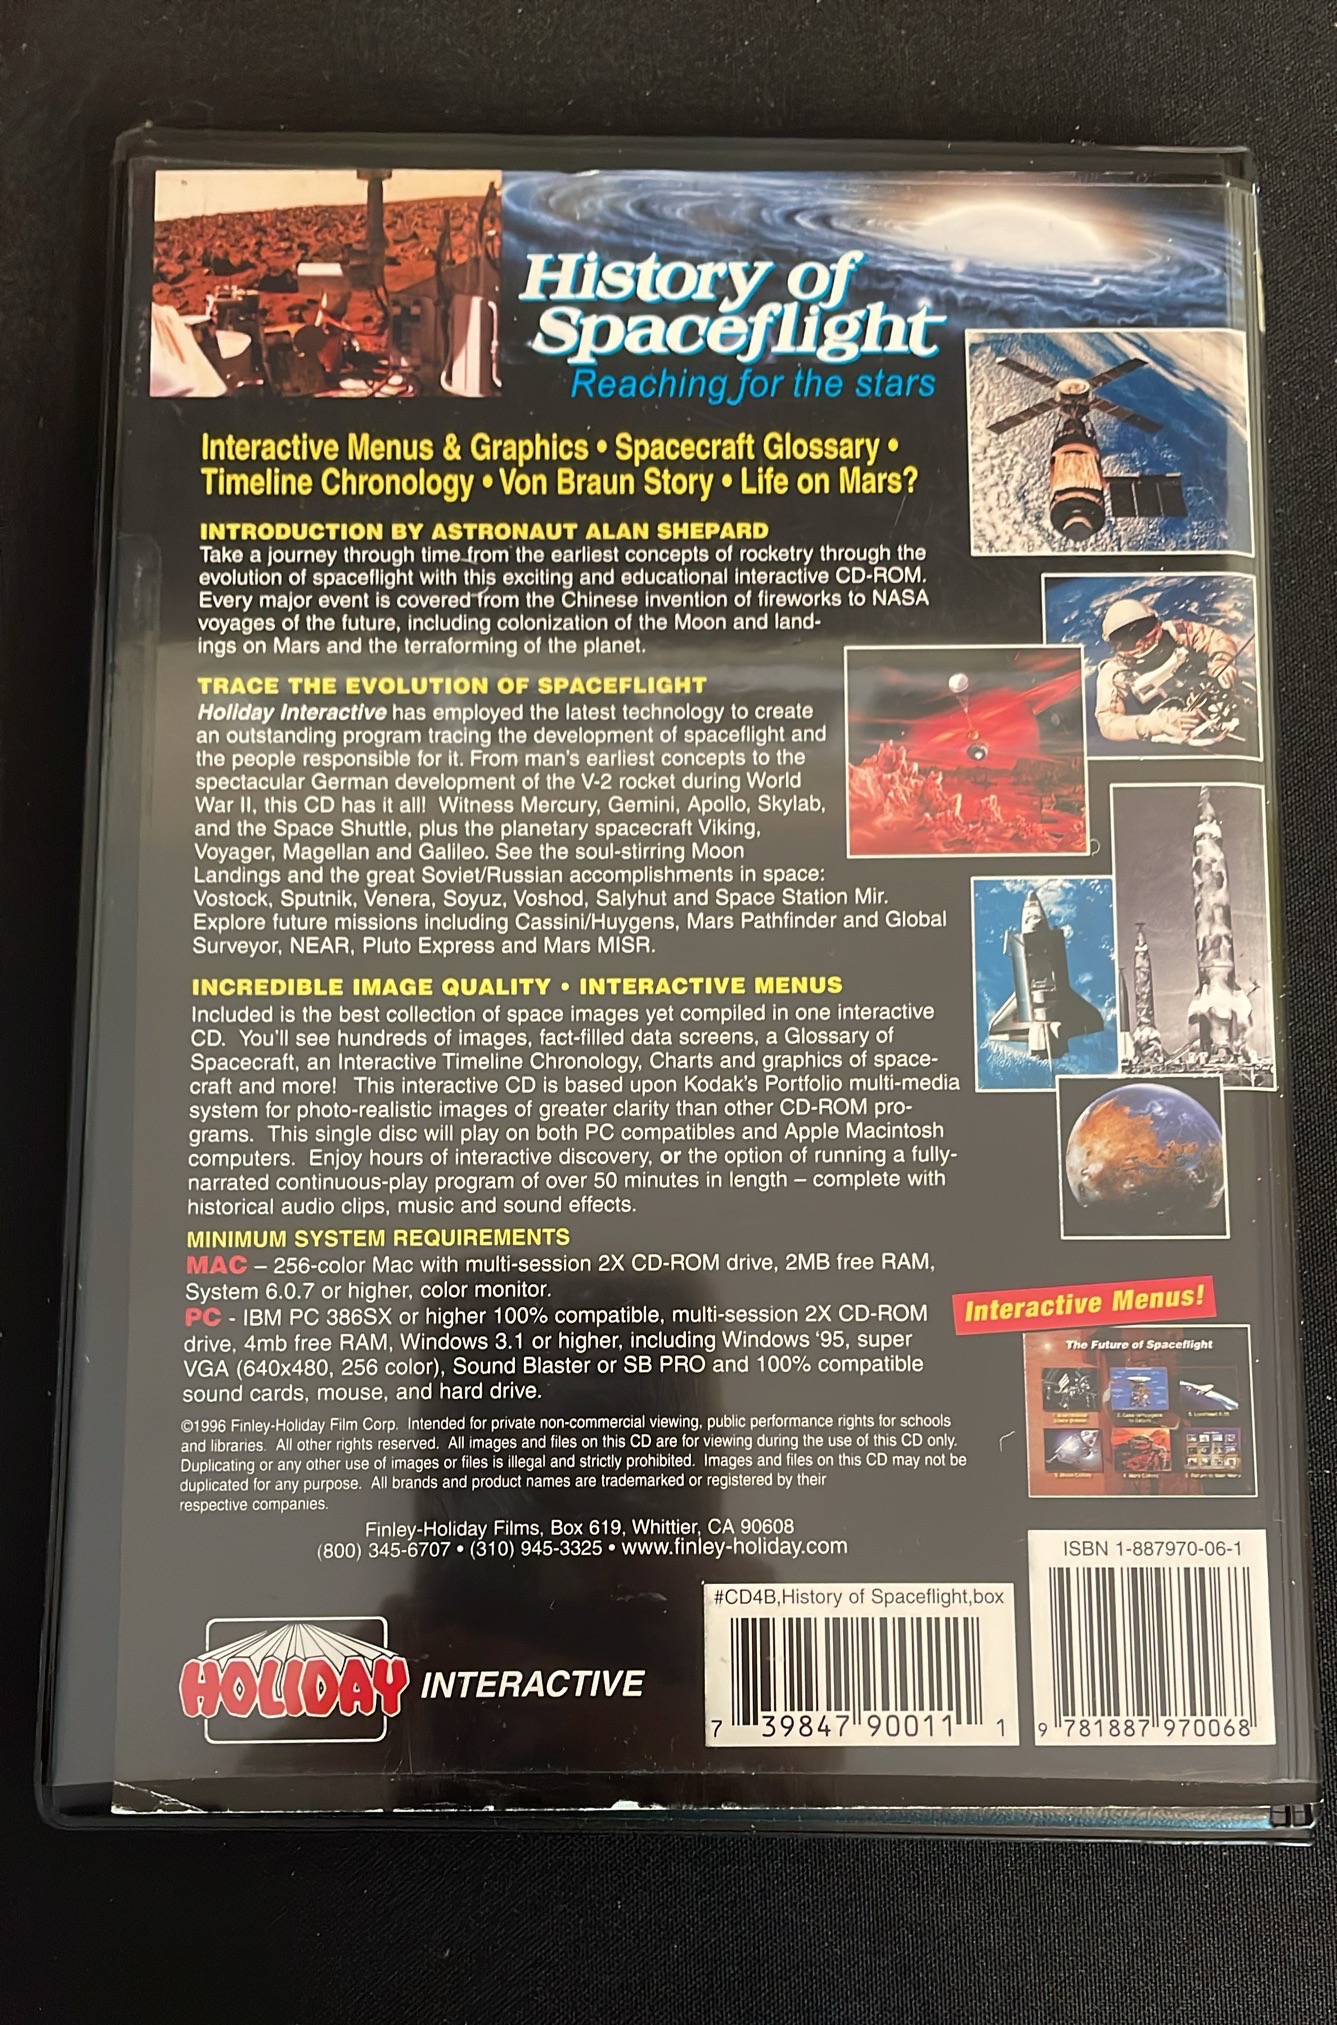 History of
Spaceflight
Reaching for the stars
Interactive Menus & Graphics • Spacecraft Glossary •
Timeline Chronology • Von Braun Story • Life on Mars?
INTRODUCTION BY ASTRONAUT ALAN SHEPARD
Take a journey through time from the earliest concepts of rocketry through the
evolution of spaceflight with this exciting and educational interactive CD-ROM.
Every major event is covered from the Chinese invention of fireworks to NASA
voyages of the future, including colonization of the Moon and land-
ings on Mars and the terraforming of the planet.
TRACE THE EVOLUTION OF SPACEFLIGHT
Holiday Interactive has employed the latest technology to create
an outstanding program tracing the development of spaceflight and
the people responsible for it. From man's earliest concepts to the
spectacular German development of the V-2 rocket during World
War II, this CD has it all! Witness Mercury, Gemini, Apollo, Skylab,
and the Space Shuttle, plus the planetary spacecraft Viking,
Voyager, Magellan and Galileo. See the soul-stirring Moon
Landings and the great Soviet/Russian accomplishments in space:
Vostock, Sputnik, Venera, Soyuz, Voshod, Salyhut and Space Station Mir.
Explore future missions including Cassini/Huygens, Mars Pathfinder and Global
Surveyor, NEAR, Pluto Express and Mars MISR.
INCREDIBLE IMAGE QUALITY • INTERACTIVE MENUS
Included is the best collection of space images yet compiled in one interactive
CD. You'll see hundreds of images, fact-filled data screens, a Glossary of
Spacecraft, an Interactive Timeline Chronology, Charts and graphics of space-
craft and more! This interactive CD is based upon Kodak's Portfolio multi-media
system for photo-realistic images of greater clarity than other CD-ROM pro-
grams. This single disc will play on both PC compatibles and Apple Macintosh
computers. Enjoy hours of interactive discovery, or the option of running a fully-
narrated continuous-play program of over 50 minutes in length – complete with
historical audio clips, music and sound effects.
MINIMUM SYSTEM REQUIREMENTS
MAC – 256-color Mac with multi-session 2X CD-ROM drive, 2MB free RAM,
System 6.0.7 or higher, color monitor.
PC - IBM PC 386SX or higher 100% compatible, multi-session 2X CD-ROM
drive, 4mb free RAM, Windows 3.1 or higher, including Windows '95, super
VGA (640x480, 256 color), Sound Blaster or SB PRO and 100% compatible
sound cards, mouse, and hard drive.
Interactive Menus!
The Future of Spaceflight
©1996 Finley-Holiday Film Corp. Intended for private non-commercial viewing, public performance rights for schools
and libraries. All other rights reserved. All images and files on this CD are for viewing during the use of this CD only.
Duplicating or any other use of images or files is illegal and strictly prohibited. Images and files on this CD may not be
duplicated for any purpose. All brands and product names are trademarked or registered by their
respective companies.
Finley-Holiday Films, Box 619, Whittier, CA 90608
(800) 345-6707 • (310) 945-3325 • www.finley-holiday.com
HOLIDAY INTERACTIVE
#CD4B,History of Spaceflight,box
7 39847 90011 1
ISBN 1-887970-06-1
9 781887 970068